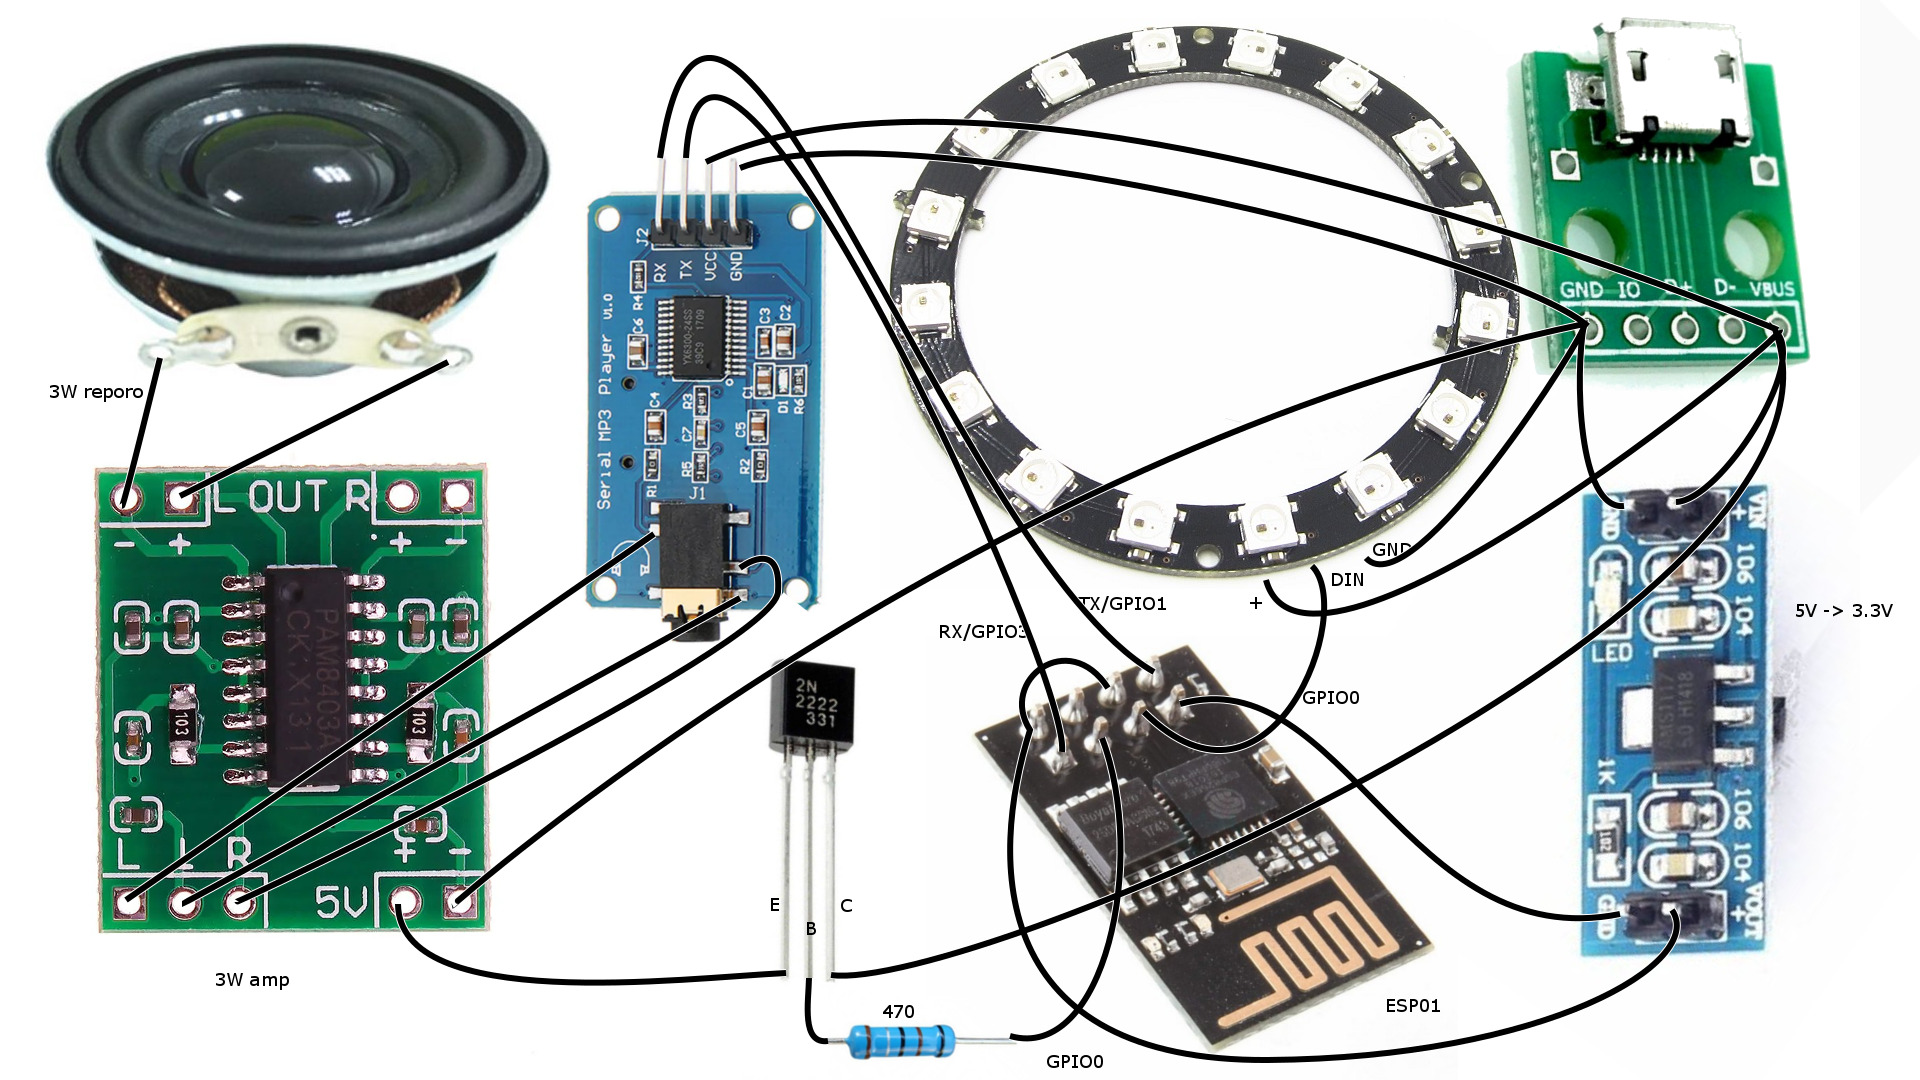 3W reporo
L OUT R
- +
+ -
PAM8403A
CK'X131
103
103
L L R
+ -
5V
3W amp
J2
RX
TX
VCC
GND
R4
C6
YX6300-24SS
39C9 1709
C3
C2
C1
D1
R6
C4
R3
C7
C5
R1
R5
R2
J1
Serial MP3 Player V1.0
2N
2222
331
E
B
C
470
GPIO0
RX/GPIO3
TX/GPIO1
+
DIN
GND
GPIO0
ESP01
GND IO D+ D- VBUS
VIN
+
106
104
LED
AMS1117
1K
102
106
104
GND
VOUT
+
5V -> 3.3V